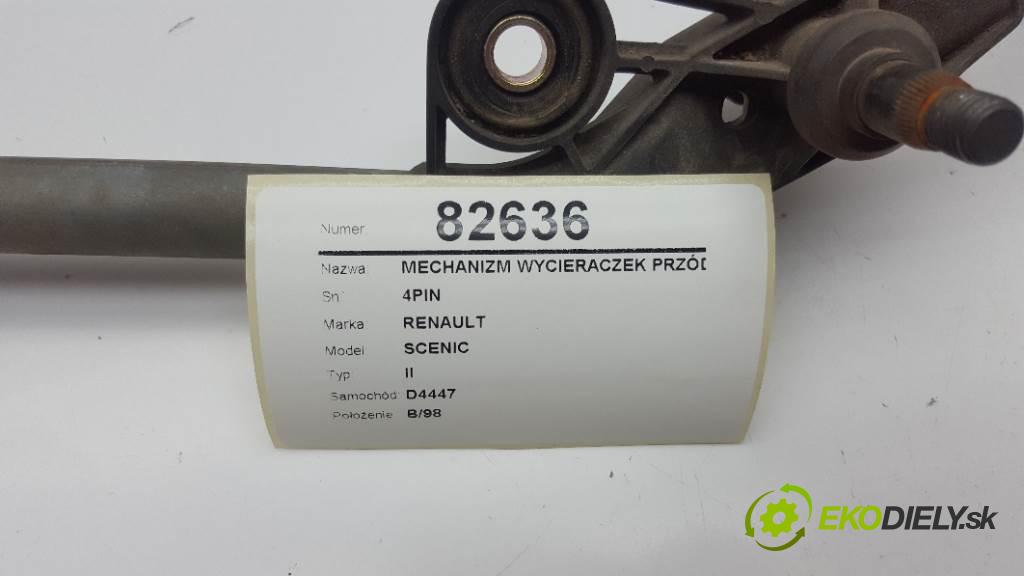 Numer: 82636
Nazwa: MECHANIZM WYCIERACZEK PRZÓD
Sn: 4PIN
Marka RENAULT
Model SCENIC
Typ II
Samochód: D4447
Położenie B/98
EKODIELY.sk